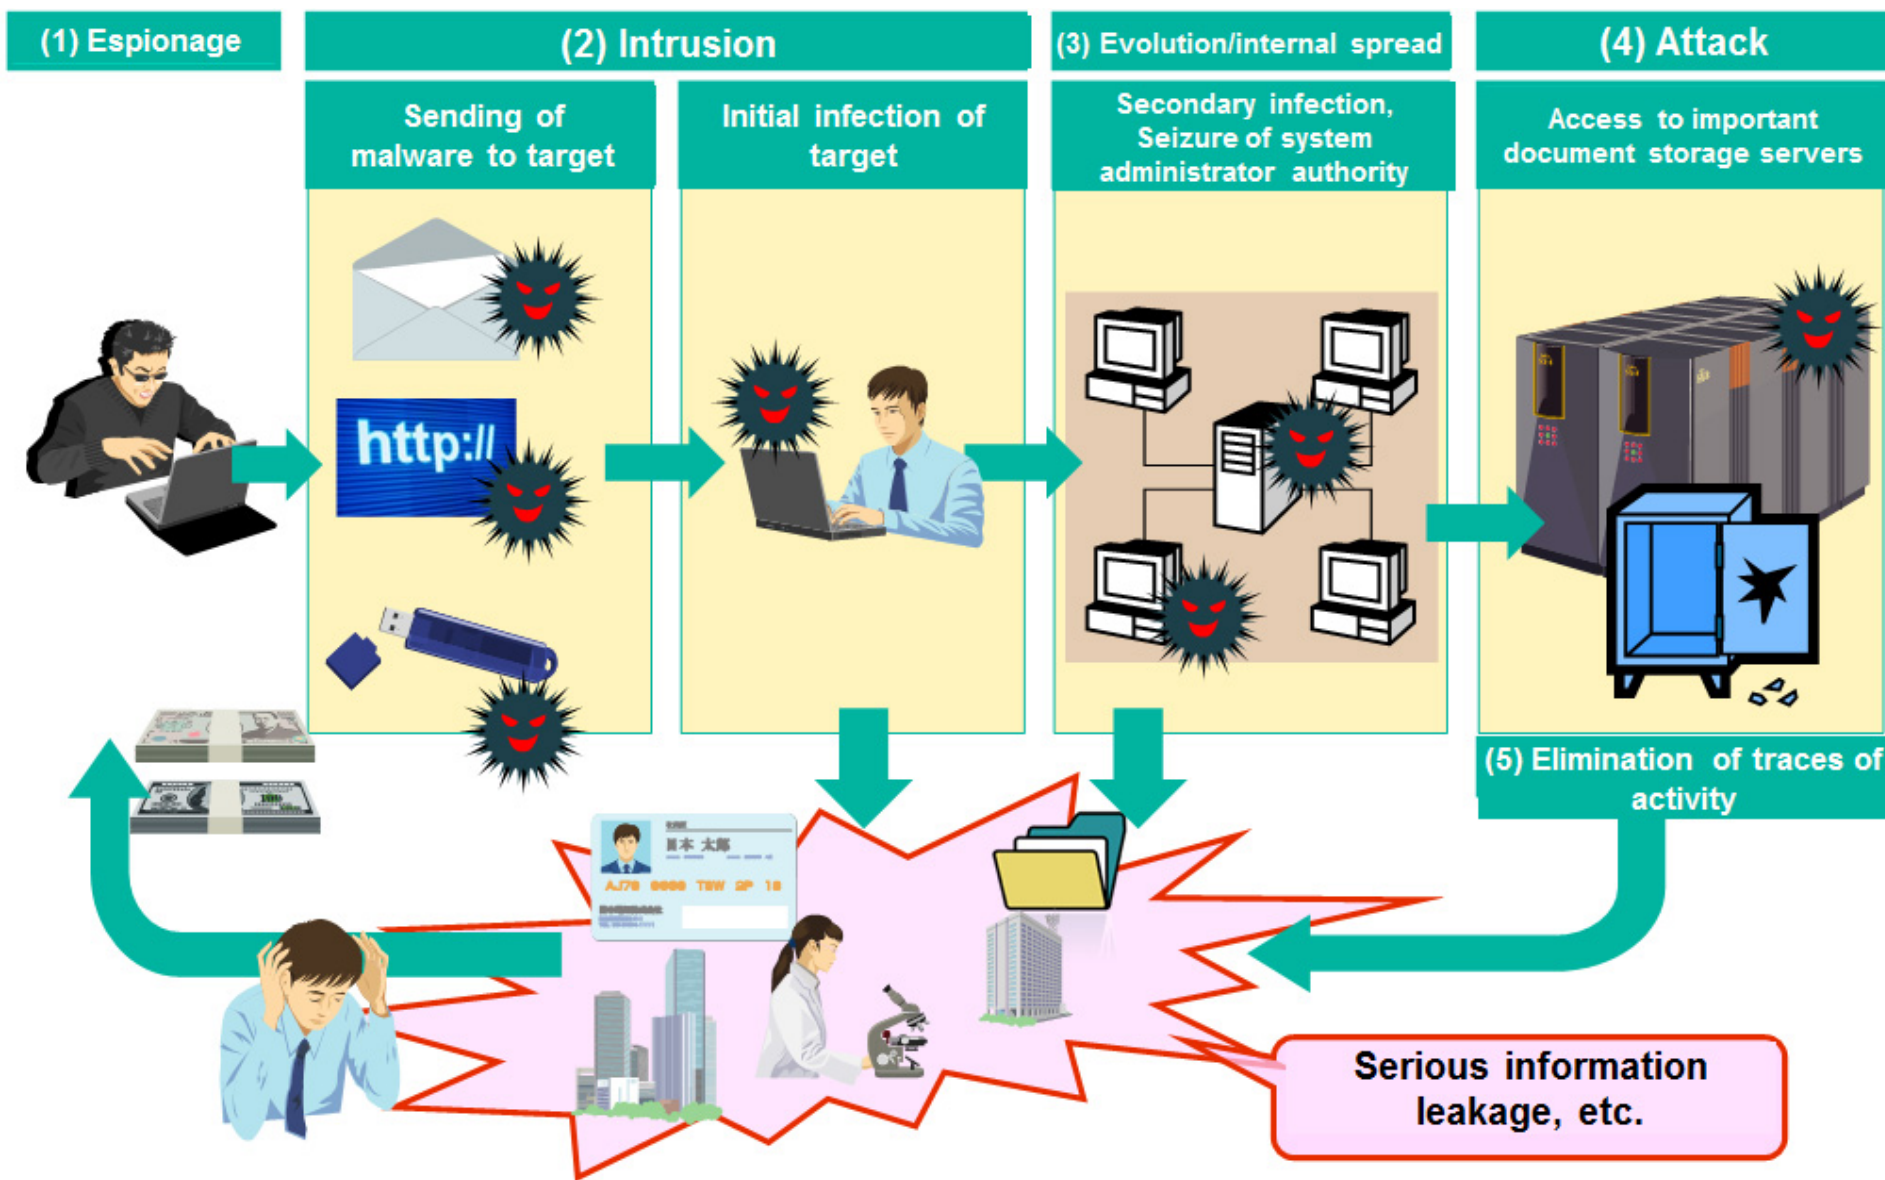 (1) Espionage
(2) Intrusion
(3) Evolution/internal spread
(4) Attack
Sending of
malware to target
Initial infection of
target
Secondary infection,
Seizure of system
administrator authority
Access to important
document storage servers
http://
(5) Elimination of traces of
activity
日本 太郎
Serious information
leakage, etc.